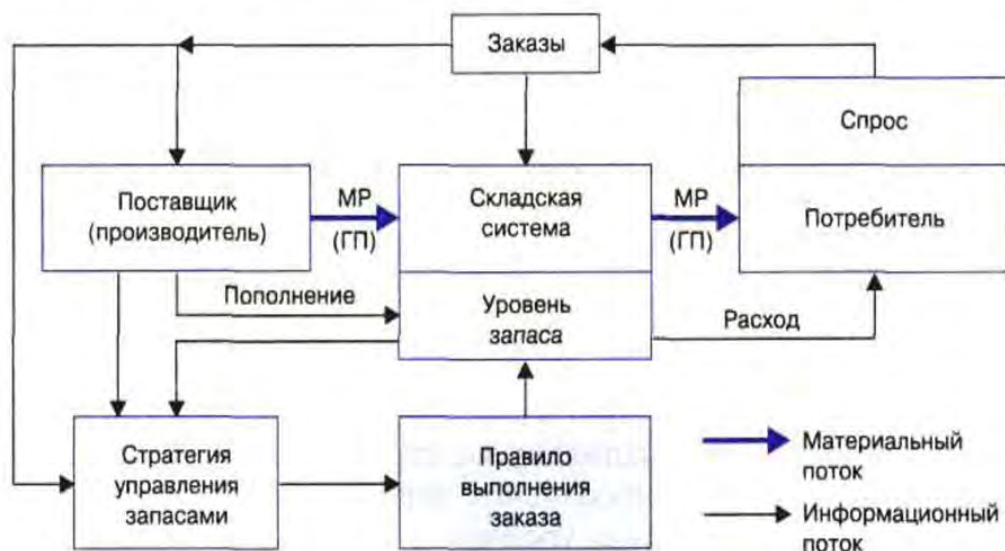 Заказы
Спрос
Поставщик
(производитель)
МР
(ГП)
Складская
система
МР
(ГП)
Потребитель
Пополнение
Уровень
запаса
Расход
Стратегия
управления
запасами
Правило
выполнения
заказа
Материальный
поток
Информационный
поток